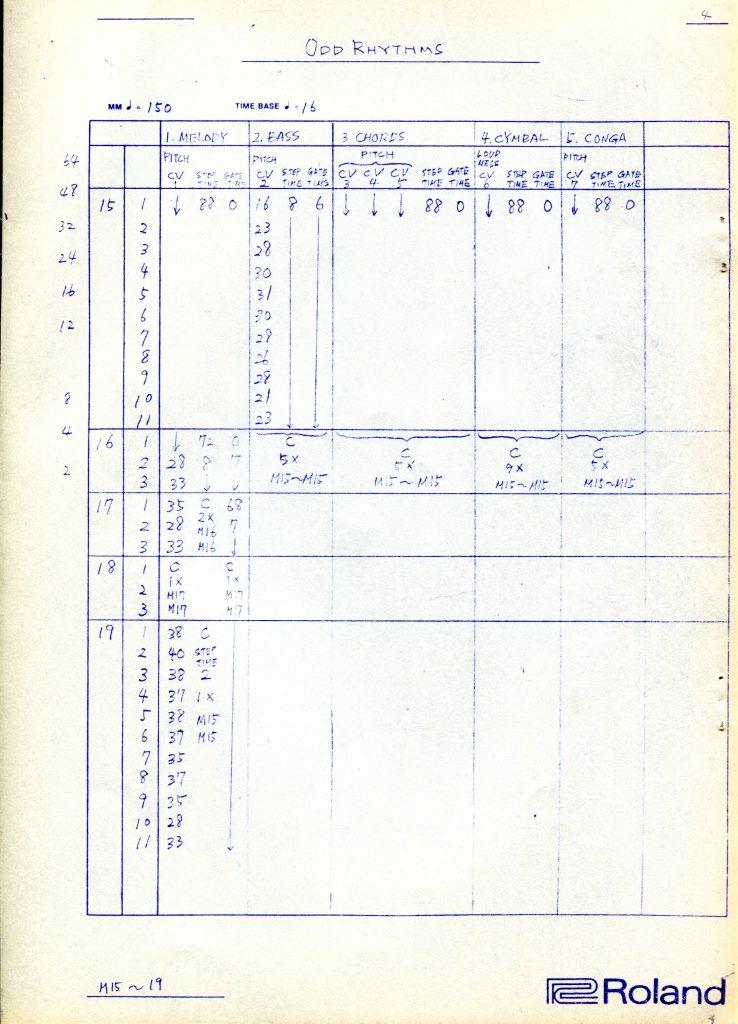 4
ODD RHYTHMS
MM ♩= 150 TIME BASE ♩=16
1. MELODY 2. BASS 3 CHORDS 4. CYMBAL 5. CONGA
PITCH PITCH PITCH LOUD NESS PITCH
CV 1 STEP TIME GATE TIME CV 2 STEP TIME GATE TIME CV 3 CV 4 CV 5 STEP TIME GATE TIME CV 6 STEP TIME GATE TIME CV 7 STEP TIME GATE TIME
64
48
32
24
16
12
8
4
2
15 1 ↓ 88 0 16 8 6 ↓ ↓ ↓ 88 0 ↓ 88 0 ↓ 88 0
2 23
3 28
4 30
5 31
6 30
7 28
8 26
9 28
10 21
11 23
16 1 ↓ 72 0 C C C C
2 28 8 7 5X 5X 9X 5X
3 33 ↓ ↓ M15~M15 M15~M15 M15~M15 M15~M15
17 1 35 C 68
2 28 2X M16 7
3 33 M16 ↓
18 1 C C
2 1X M17 1X M17
3 M17 M17
19 1 38 C
2 40 STEP TIME
3 38 2
4 37 1X
5 38 M15
6 37 M15
7 35
8 37
9 35
10 28
11 33
M15~19
Roland